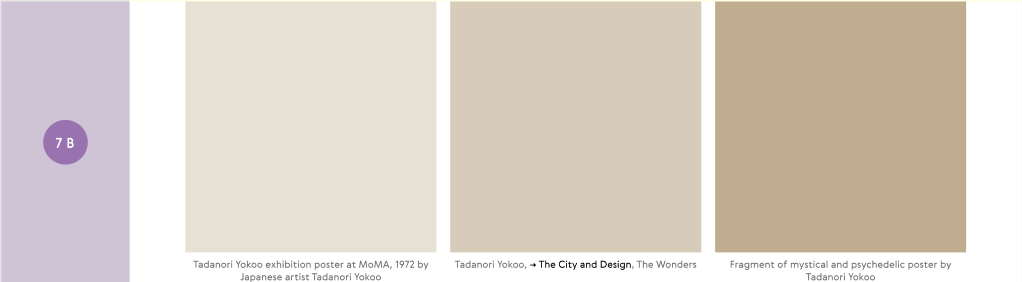 7 B
Tadanori Yokoo exhibition poster at MoMA, 1972 by
Japanese artist Tadanori Yokoo
Tadanori Yokoo, → The City and Design, The Wonders
Fragment of mystical and psychedelic poster by
Tadanori Yokoo